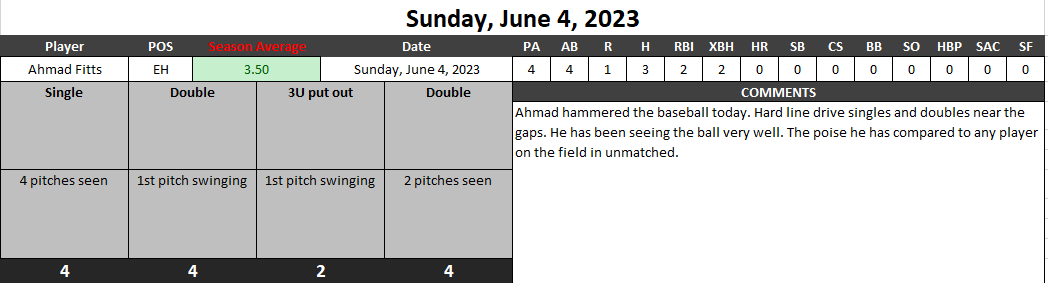 Sunday, June 4, 2023
Player POS Season Average Date PA AB R H RBI XBH HR SB CS BB SO HBP SAC SF
Ahmad Fitts EH 3.50 Sunday, June 4, 2023 4 4 1 3 2 2 0 0 0 0 0 0 0 0
Single Double 3U put out Double
4 pitches seen 1st pitch swinging 1st pitch swinging 2 pitches seen
4 4 2 4
COMMENTS
Ahmad hammered the baseball today. Hard line drive singles and doubles near the
gaps. He has been seeing the ball very well. The poise he has compared to any player
on the field in unmatched.